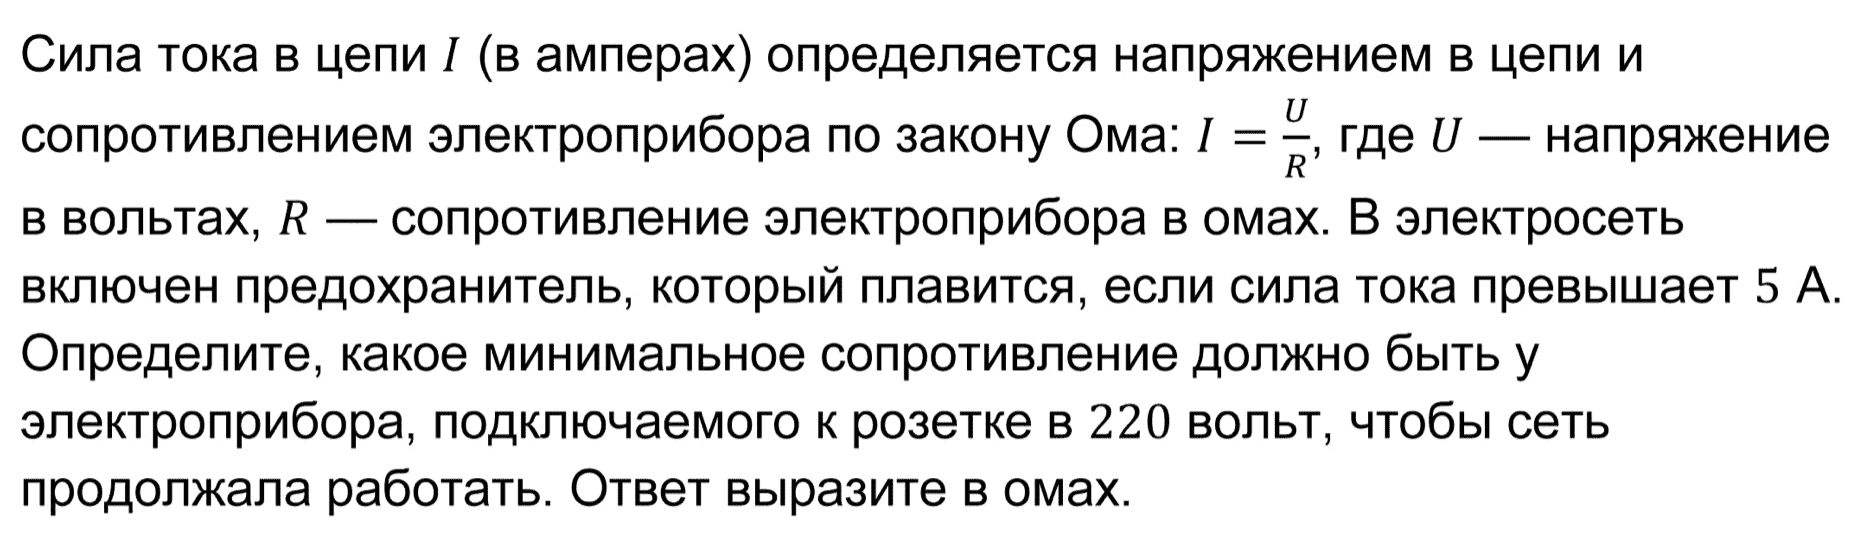 Сила тока в цепи I (в амперах) определяется напряжением в цепи и
сопротивлением электроприбора по закону Ома: I = U/R, где U — напряжение
в вольтах, R — сопротивление электроприбора в омах. В электросеть
включен предохранитель, который плавится, если сила тока превышает 5 А.
Определите, какое минимальное сопротивление должно быть у
электроприбора, подключаемого к розетке в 220 вольт, чтобы сеть
продолжала работать. Ответ выразите в омах.